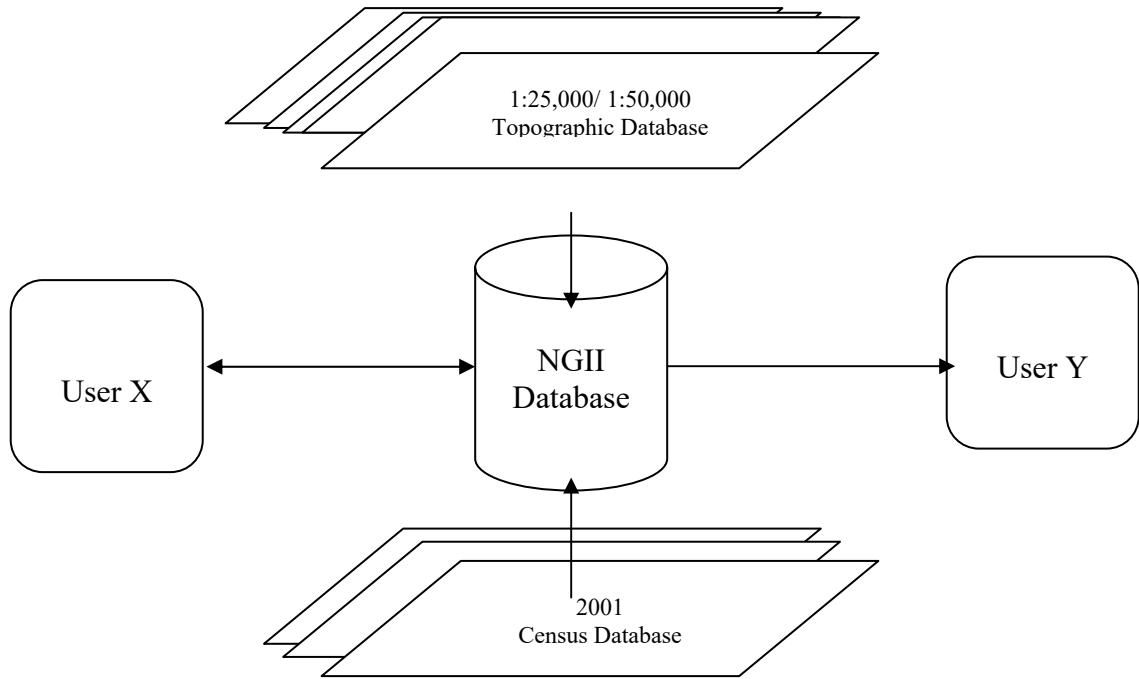 1:25,000/ 1:50,000
Topographic Database
User X
NGII
Database
User Y
2001
Census Database